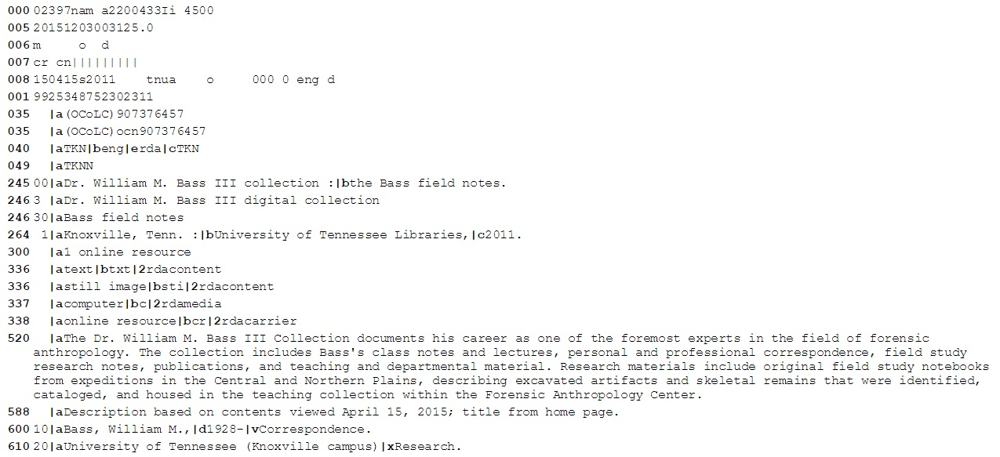 000 02397nam a2200433Ii 4500
005 20151203003125.0
006 m     o  d
007 cr cn|||||||||
008 150415s2011    tnua    o     000 0 eng d
001 9925348752302311
035   |a (OCoLC)907376457
035   |a (OCoLC)ocn907376457
040   |aTKN|beng|erda|cTKN
049   |aTKNN
245 00|aDr. William M. Bass III collection :|bthe Bass field notes.
246 3 |aDr. William M. Bass III digital collection
246 30|aBass field notes
264  1|aKnoxville, Tenn. :|bUniversity of Tennessee Libraries,|c2011.
300   |a1 online resource
336   |atext|btxt|2rdacontent
336   |astill image|bsti|2rdacontent
337   |acomputer|bc|2rdamedia
338   |aonline resource|bcr|2rdacarrier
520   |aThe Dr. William M. Bass III Collection documents his career as one of the foremost experts in the field of forensic
anthropology. The collection includes Bass's class notes and lectures, personal and professional correspondence, field study
research notes, publications, and teaching and departmental material. Research materials include original field study notebooks
from expeditions in the Central and Northern Plains, describing excavated artifacts and skeletal remains that were identified,
cataloged, and housed in the teaching collection within the Forensic Anthropology Center.
588   |aDescription based on contents viewed April 15, 2015; title from home page.
600 10|aBass, William M.,|d1928-|vCorrespondence.
610 20|aUniversity of Tennessee (Knoxville campus)|xResearch.